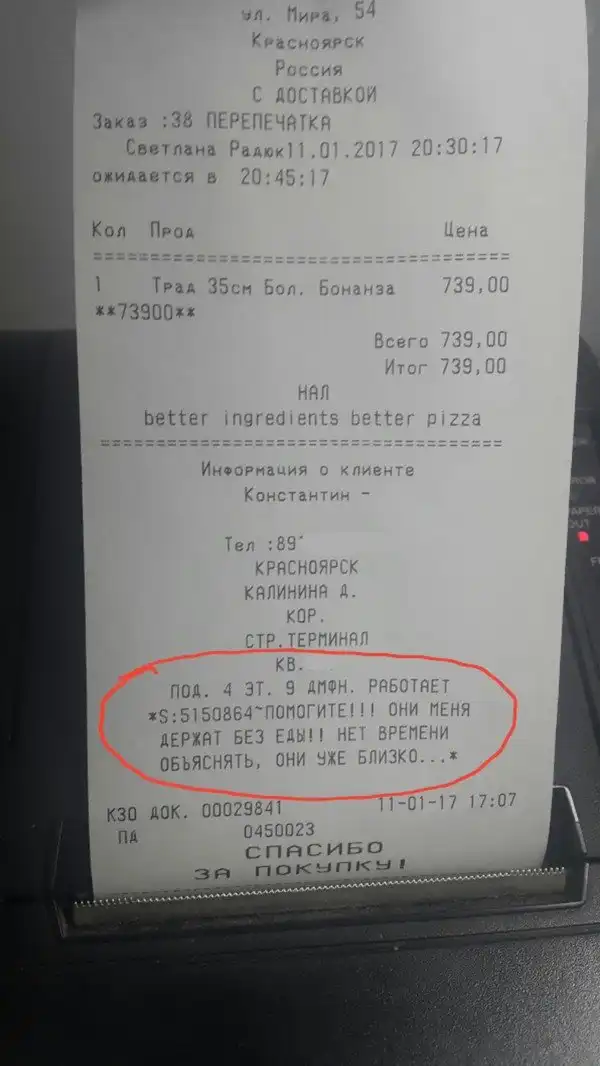 ул. Мира, 54
Красноярск
Россия
С ДОСТАВКОЙ
Заказ :38 ПЕРЕПЕЧАТКА
Светлана Радюк11.01.2017 20:30:17
ожидается в 20:45:17
Кол Прод Цена
==========================================
1 Трад 35см Бол. Бонанза 739,00
**73900**
Всего 739,00
Итог 739,00
НАЛ
better ingredients better pizza
==========================================
Информация о клиенте
Константин -
Тел :89
КРАСНОЯРСК
КАЛИНИНА Д.
КОР.
СТР.ТЕРМИНАЛ
КВ.
ПОД. 4 ЭТ. 9 ДМФН. РАБОТАЕТ
*S:5150864~ПОМОГИТЕ!!! ОНИ МЕНЯ
ДЕРЖАТ БЕЗ ЕДЫ!! НЕТ ВРЕМЕНИ
ОБЪЯСНЯТЬ, ОНИ УЖЕ БЛИЗКО...*
КЗО ДОК. 00029841 11-01-17 17:07
ПД 0450023
СПАСИБО
ЗА ПОКУПКУ!
PAPER
OUT